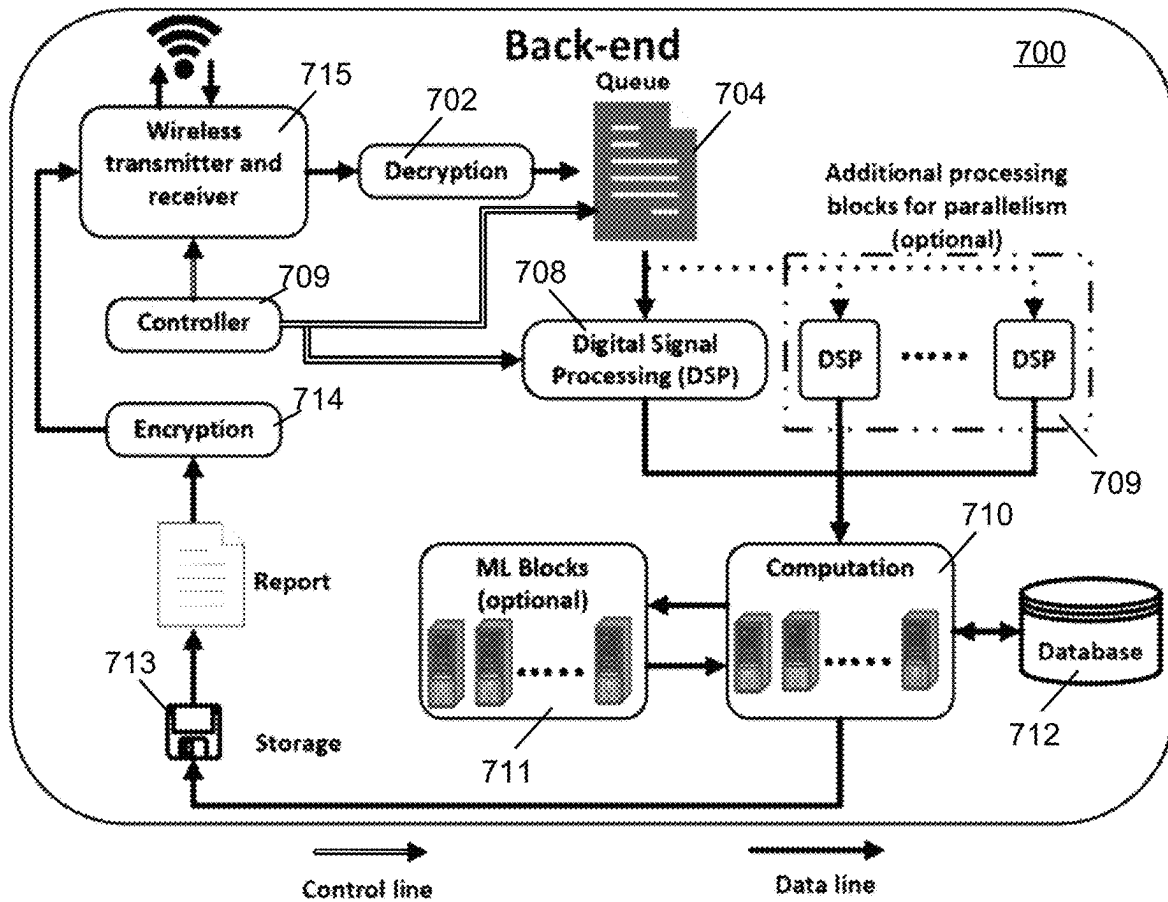 Back-end
700
Queue
715
702
704
Wireless
transmitter and
receiver
Decryption
Additional processing
blocks for parallelism
(optional)
709
708
Controller
Digital Signal
Processing (DSP)
DSP
DSP
714
Encryption
709
710
ML Blocks
(optional)
Computation
Report
Database
713
Storage
711
712
Control line
Data line